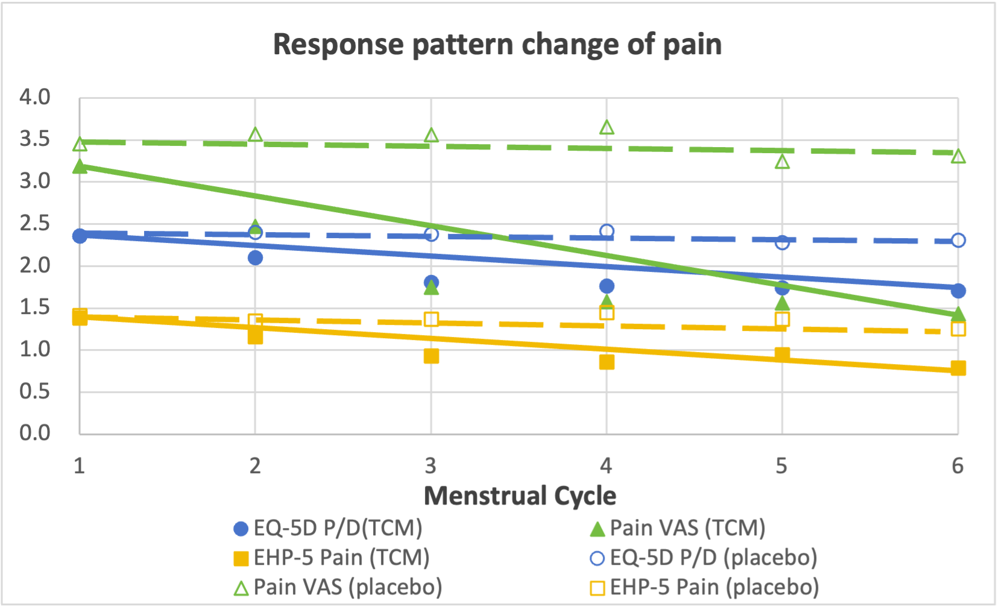 Response pattern change of pain
4.0
3.5
3.0
2.5
2.0
1.5
1.0
0.5
0.0
1 2 3 4 5 6
Menstrual Cycle
EQ-5D P/D(TCM) Pain VAS (TCM)
EHP-5 Pain (TCM) EQ-5D P/D (placebo)
Pain VAS (placebo) EHP-5 Pain (placebo)